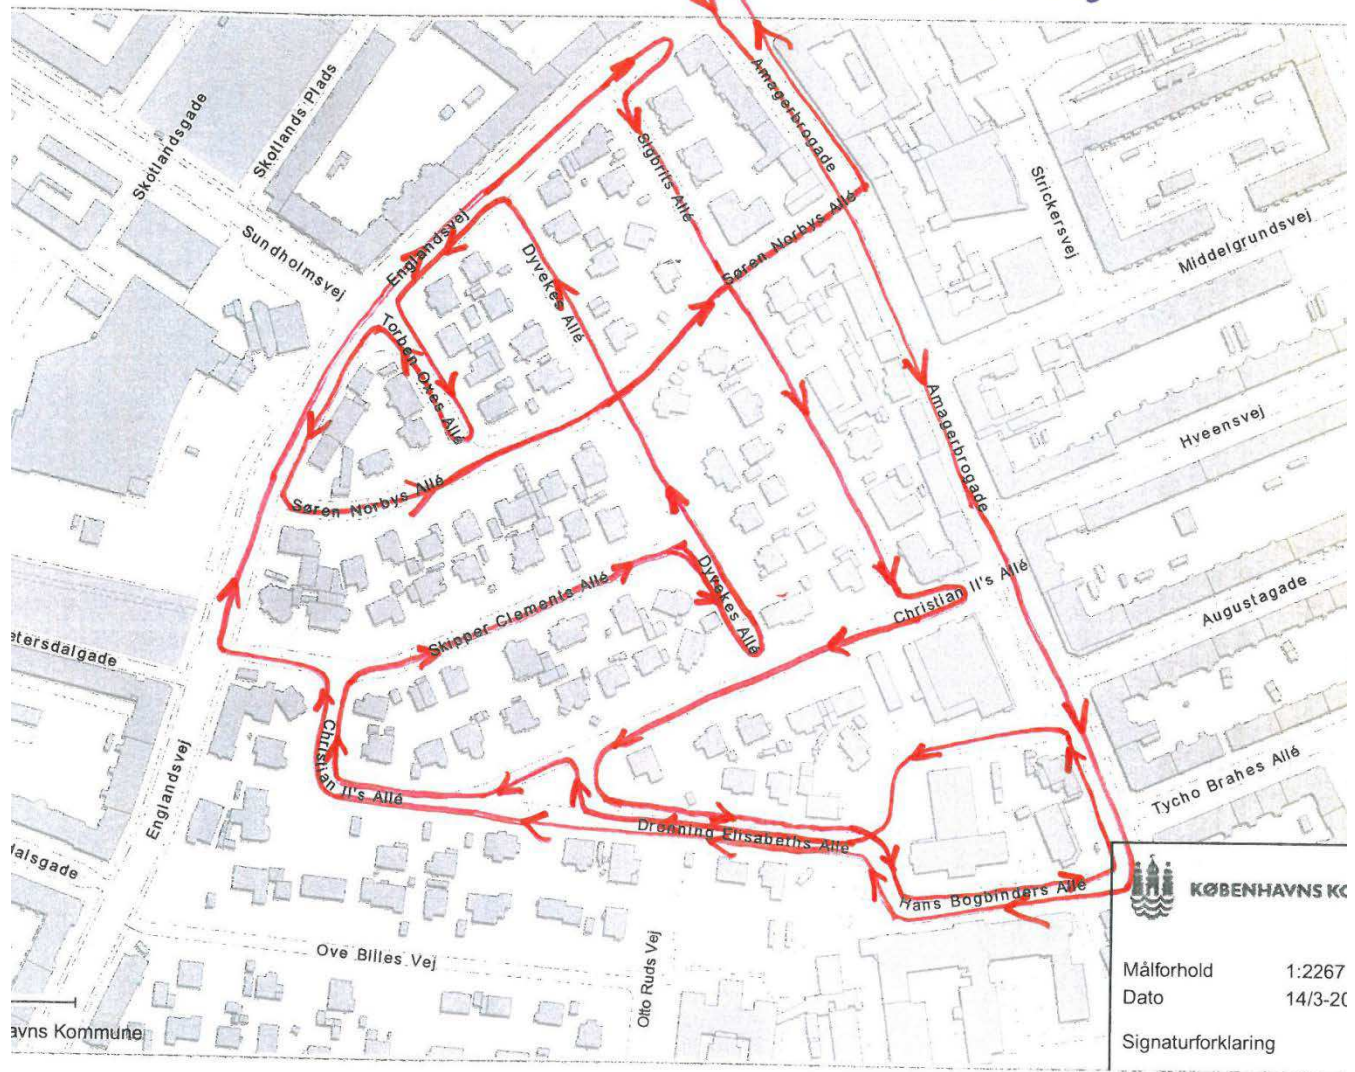 Skotlandsgade
Skotlands Plads
Sundholmsvej
Englandsvej
Amagerbrogade
Sigbrits Allé
Søren Norbys Allé
Strickersvej
Middelgrundsvej
Dyvekes Allé
Torben Oxes Allé
Amagerbrogade
Hveensvej
Søren Norbys Allé
Skipper Clements Allé
Dyvekes Allé
Christian II's Allé
Augustagade
etersdalgade
Englandsvej
Christian II's Allé
Dronning Elisabeths Allé
Tycho Brahes Allé
alsgade
Hans Bogbinders Allé
Ove Billes Vej
Otto Ruds Vej
avns Kommune
KØBENHAVNS KO
Målforhold 1:2267
Dato 14/3-20
Signaturforklaring